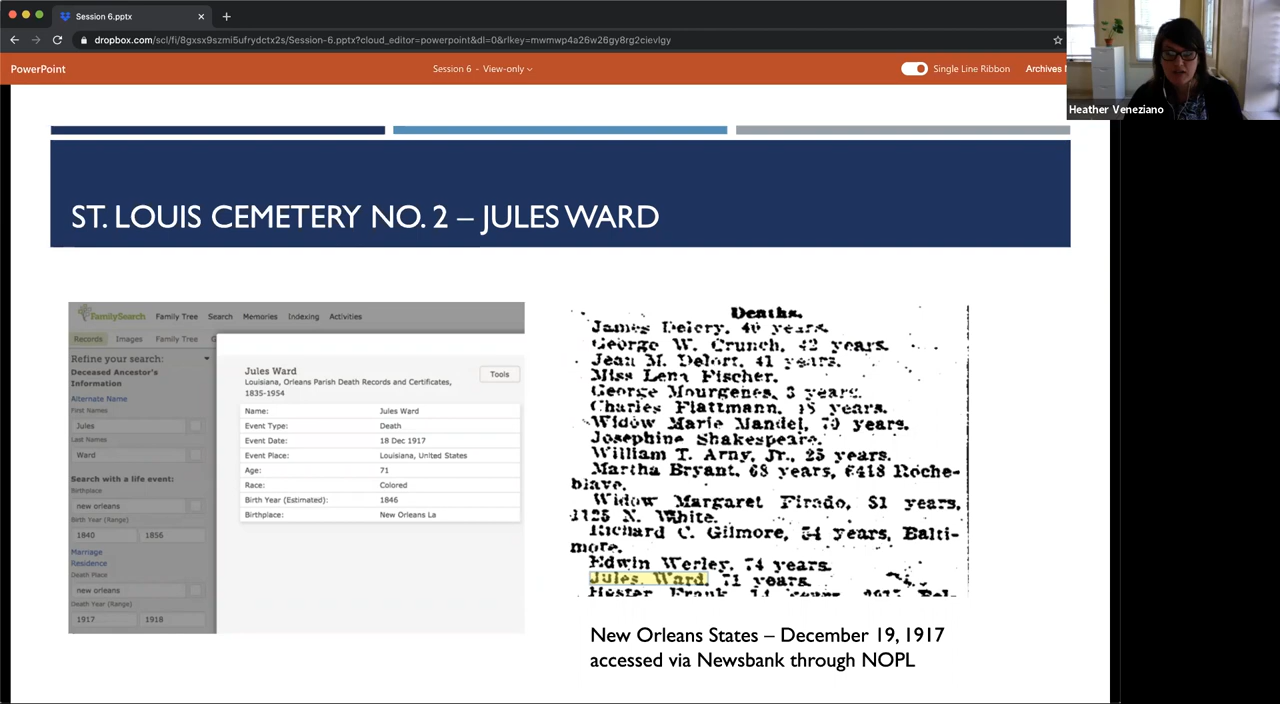 Session 6.pptx
dropbox.com/scl/fi/8gxsx9szmi5ufrydctx2s/Session-6.pptx?cloud_editor=powerpoint&dl=0&rlkey=mwmwp4a26w26gy8rg2cievlgy
PowerPoint
Session 6 - View-only
Single Line Ribbon
Archives
Heather Veneziano
ST. LOUIS CEMETERY NO. 2 – JULES WARD
FamilySearch Family Tree Search Memories Indexing Activities
Records Images Family Tree
Refine your search:
Deceased Ancestor's
Information
Alternate Name
First Names
Jules
Last Names
Ward
Search with a life event:
Birthplace
new orleans
Birth Year (Range)
1840 1856
Marriage
Residence
Death Place
new orleans
Death Year (Range)
1917 1918
Jules Ward
Tools
Louisiana, Orleans Parish Death Records and Certificates,
1835-1954
Name: Jules Ward
Event Type: Death
Event Date: 18 Dec 1917
Event Place: Louisiana, United States
Age: 71
Race: Colored
Birth Year (Estimated): 1846
Birthplace: New Orleans La
Deaths.
James Deiery, 40 years.
George W. Crunch, 42 years.
Jean M. Delort, 41 years.
Miss Lena Fischer.
George Mourgenes, 3 years.
Charles Flattmann, years.
Widow Marie Mandel, 70 years.
Josephine Shakespeare.
William T. Arny, Jr., 25 years.
Martha Bryant, 68 years, 6418 Roche-
blave.
Widow Margaret Firado, 81 years,
1125 N. White.
Richard C. Gilmore, 54 years, Balti-
more.
Edwin Werley, 74 years.
Jules Ward, 71 years.
New Orleans States – December 19, 1917
accessed via Newsbank through NOPL